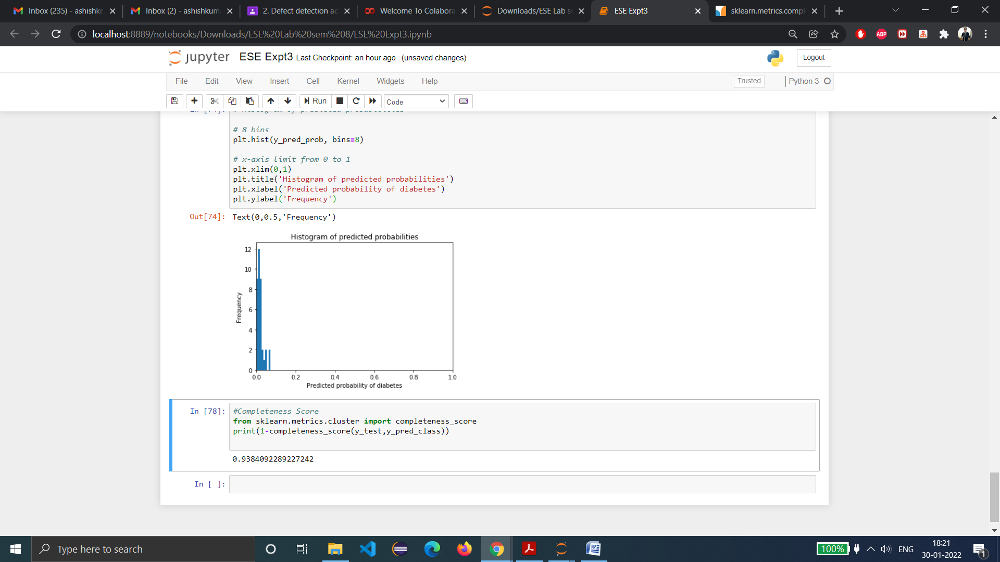 Inbox (235) - ashishkr
Inbox (2) - ashishkuma
2. Defect detection ac
Welcome To Colabora
Downloads/ESE Lab s
ESE Expt3
sklearn.metrics.compl
localhost:8889/notebooks/Downloads/ESE%20Lab%20sem%208/ESE%20Expt3.ipynb
ABP
jupyter ESE Expt3 Last Checkpoint: an hour ago (unsaved changes)
Logout
File Edit View Insert Cell Kernel Widgets Help
Trusted
Python 3
Run
Code
# 8 bins
plt.hist(y_pred_prob, bins=8)
# x-axis limit from 0 to 1
plt.xlim(0,1)
plt.title('Histogram of predicted probabilities')
plt.xlabel('Predicted probability of diabetes')
plt.ylabel('Frequency')
Out[74]: Text(0,0.5,'Frequency')
Histogram of predicted probabilities
12
10
8
6
4
2
0
Frequency
0.0 0.2 0.4 0.6 0.8 1.0
Predicted probability of diabetes
In [78]: #Completeness Score
from sklearn.metrics.cluster import completeness_score
print(1-completeness_score(y_test,y_pred_class))
0.9384092289227242
In [ ]:
Type here to search
100%
ENG
18:21
30-01-2022
1